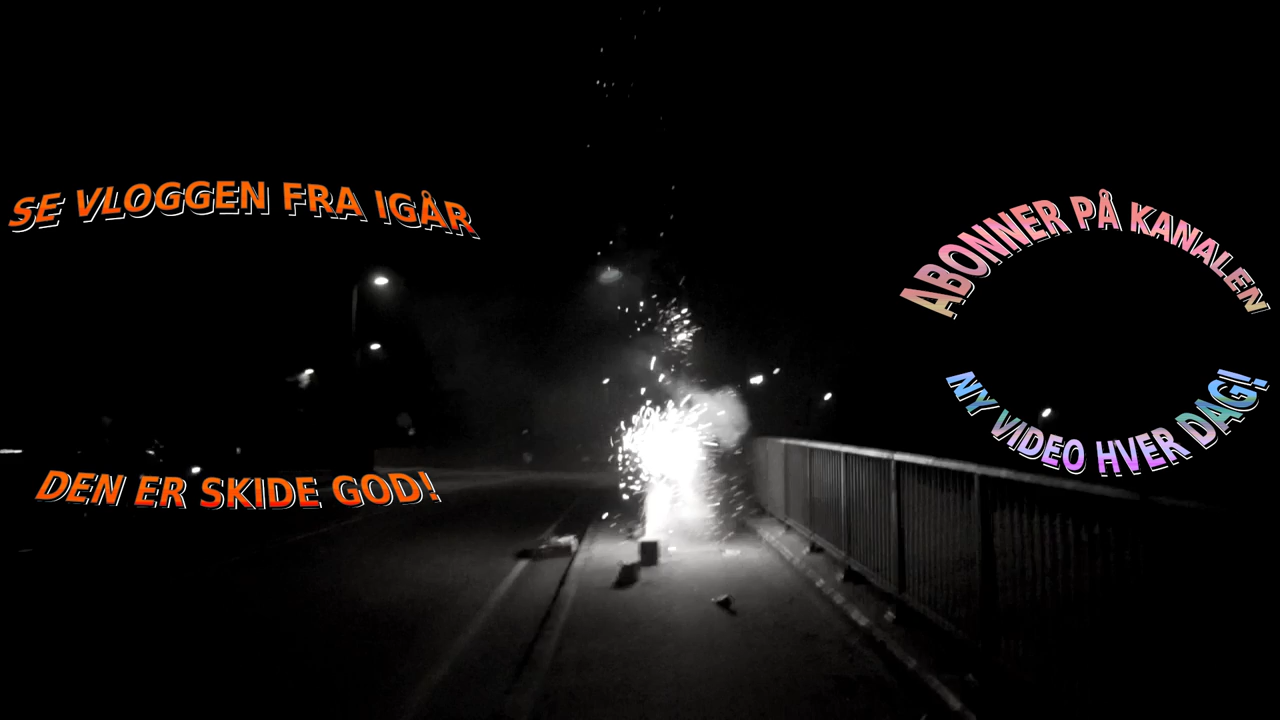 SE VLOGGEN FRA IGÅR
DEN ER SKIDE GOD!
ABONNER PÅ KANALEN
NY VIDEO HVER DAG!